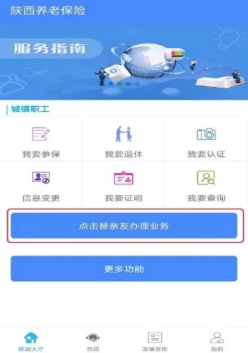 陕西养老保险
服务指南
城镇职工
我要参保 我要退休 我要认证
信息变更 我要证明 我要查询
点击替亲友办理业务
更多功能
移动大厅 咨询 政策宣传 我的